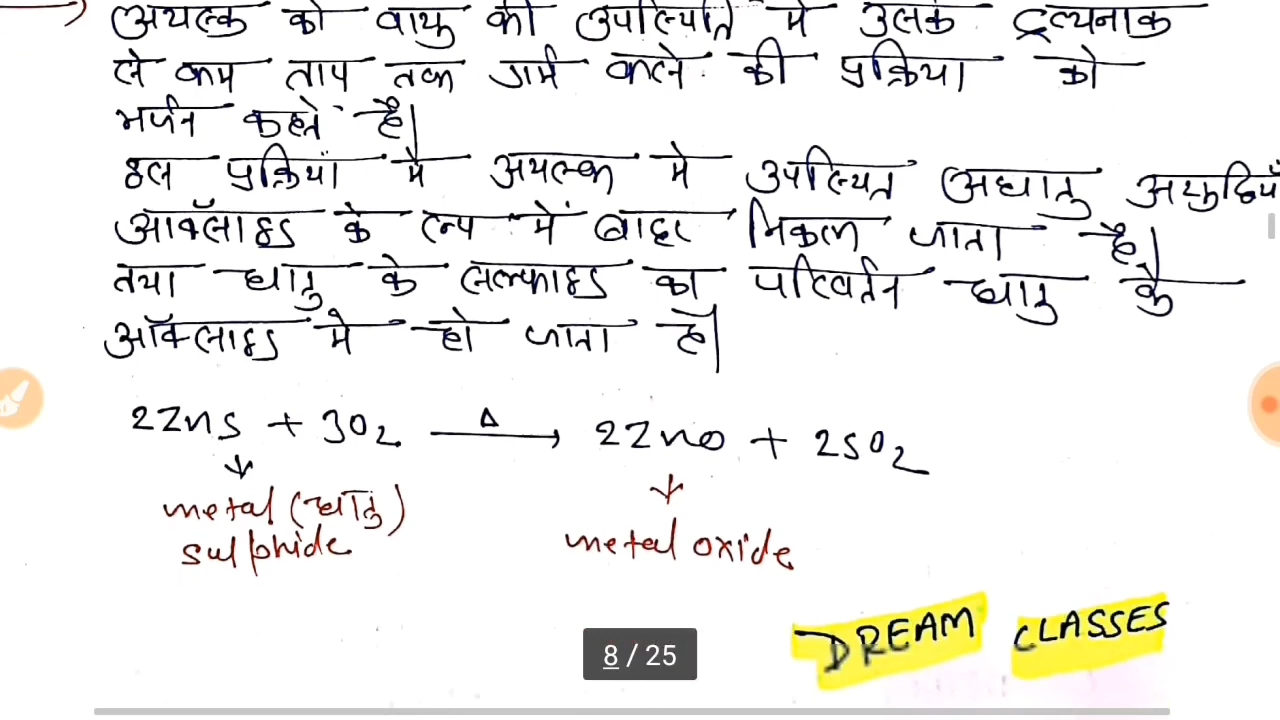 अयस्क को वायु की उपस्थिति में उसके द्रव्यनांक
से कम ताप तक गर्म करने की प्रक्रिया को
भर्जन कहते है।
इस प्रक्रिया में अयस्क में उपस्थित अधातु अशुद्धियाँ
ऑक्साइड के रूप में बाहर निकल जाता है।
तथा धातु के सल्फाइड का परिवर्तन धातु के
ऑक्साइड में हो जाता है।
2ZnS + 3O2 Δ→ 2ZnO + 2SO2
metal (धातु) sulphide
metal oxide
DREAM CLASSES
8 / 25